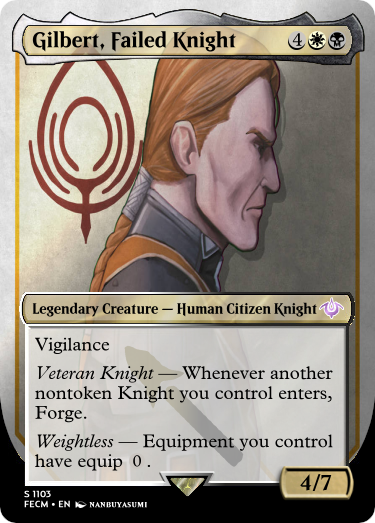 Gilbert, Failed Knight 4
Legendary Creature — Human Citizen Knight
Vigilance
Veteran Knight — Whenever another
nontoken Knight you control enters,
Forge.
Weightless — Equipment you control
have equip 0 .
4/7
S 1103
FECM • EN NANBUYASUMI